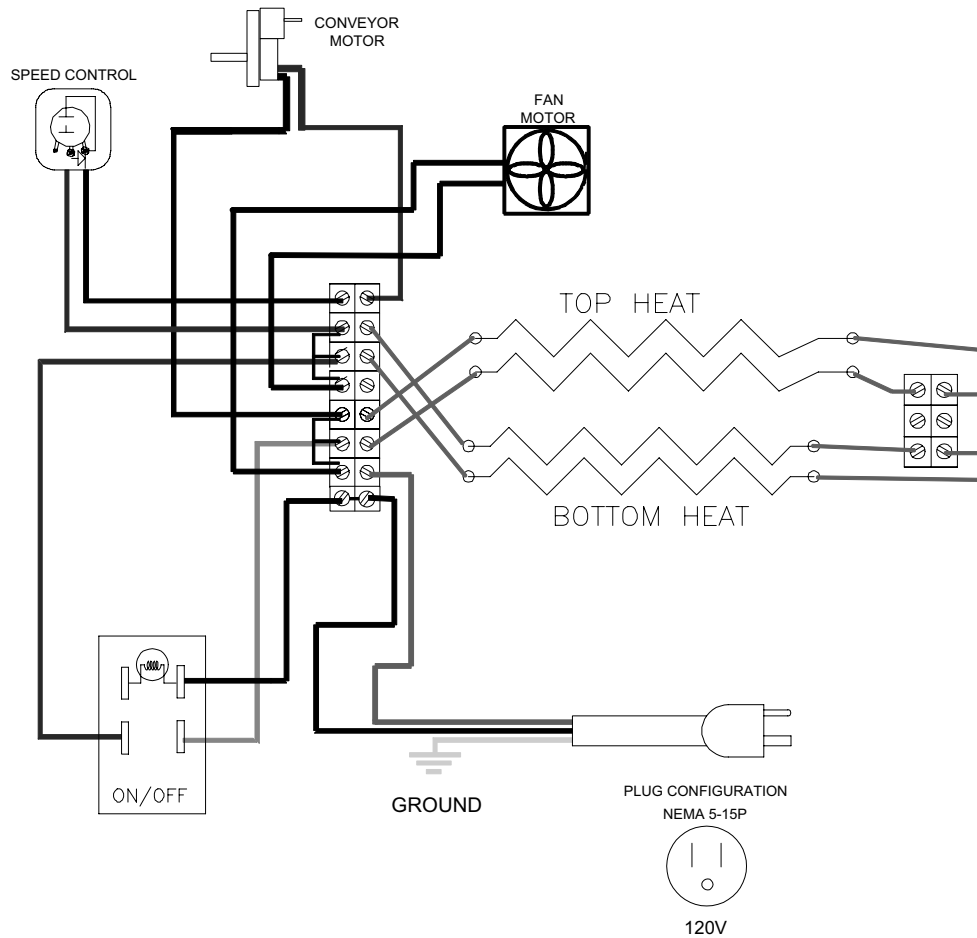 CONVEYOR
MOTOR
SPEED CONTROL
FAN
MOTOR
TOP HEAT
BOTTOM HEAT
ON/OFF
GROUND
PLUG CONFIGURATION
NEMA 5-15P
120V